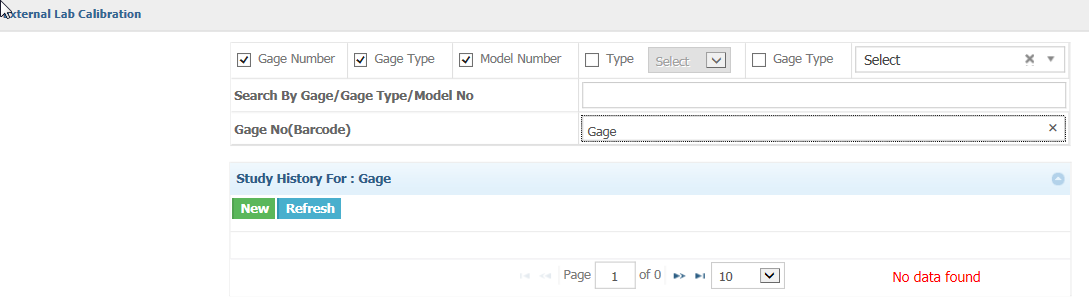 External Lab Calibration
Gage Number Gage Type Model Number Type Select Gage Type Select
Search By Gage/Gage Type/Model No
Gage No(Barcode) Gage
Study History For : Gage
New Refresh
Page 1 of 0 10 No data found